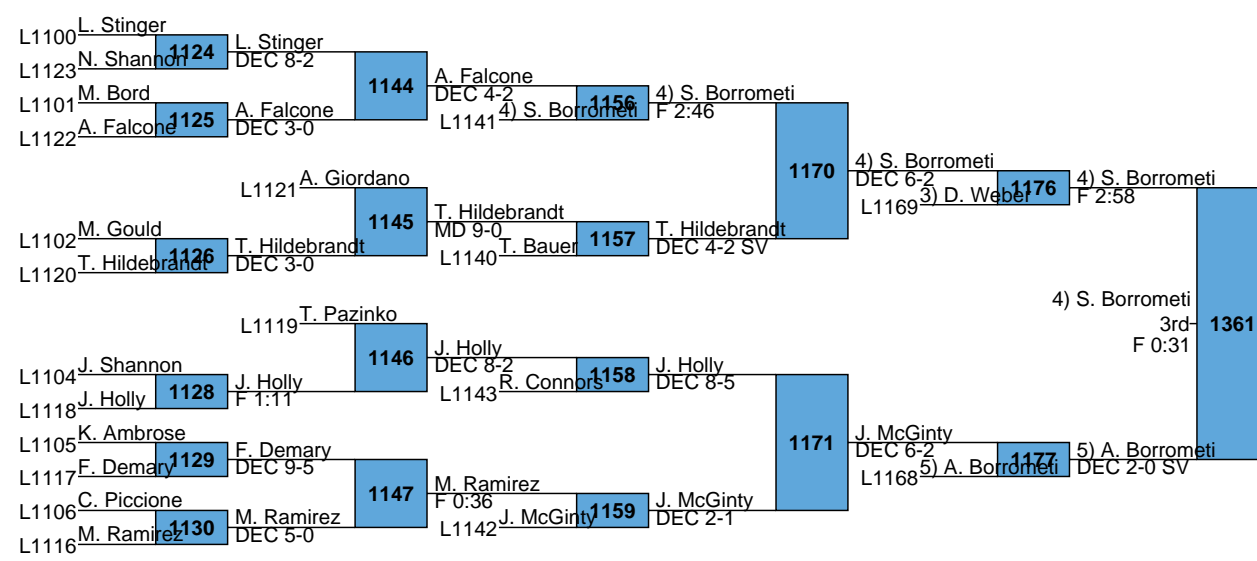 L. Stinger
L1100
1124
L. Stinger
DEC 8-2
N. Shannon
L1123
1144
A. Falcone
DEC 4-2
M. Bord
L1101
1125
A. Falcone
DEC 3-0
A. Falcone
L1122
4) S. Borrometi
L1141
1156
4) S. Borrometi
F 2:46
1170
4) S. Borrometi
DEC 6-2
A. Giordano
L1121
1145
T. Hildebrandt
MD 9-0
M. Gould
L1102
1126
T. Hildebrandt
DEC 3-0
T. Hildebrandt
L1120
T. Bauer
L1140
1157
T. Hildebrandt
DEC 4-2 SV
3) D. Weber
L1169
1176
4) S. Borrometi
F 2:58
4) S. Borrometi
3rd
F 0:31
1361
T. Pazinko
L1119
1146
J. Holly
DEC 8-2
J. Shannon
L1104
1128
J. Holly
F 1:11
J. Holly
L1118
R. Connors
L1143
1158
J. Holly
DEC 8-5
1171
J. McGinty
DEC 6-2
K. Ambrose
L1105
1129
F. Demary
DEC 9-5
F. Demary
L1117
1147
M. Ramirez
F 0:36
C. Piccione
L1106
1130
M. Ramirez
DEC 5-0
M. Ramirez
L1116
J. McGinty
L1142
1159
J. McGinty
DEC 2-1
5) A. Borrometi
L1168
1177
5) A. Borrometi
DEC 2-0 SV